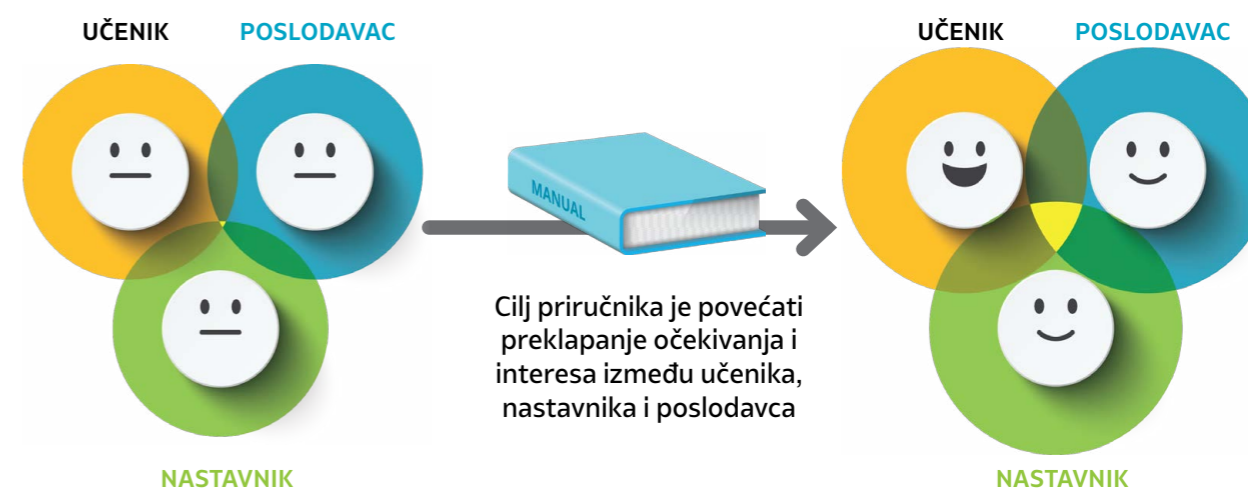 UČENIK POSLODAVAC
NASTAVNIK
MANUAL
Cilj priručnika je povećati
preklapanje očekivanja i
interesa između učenika,
nastavnika i poslodavca
UČENIK POSLODAVAC
NASTAVNIK